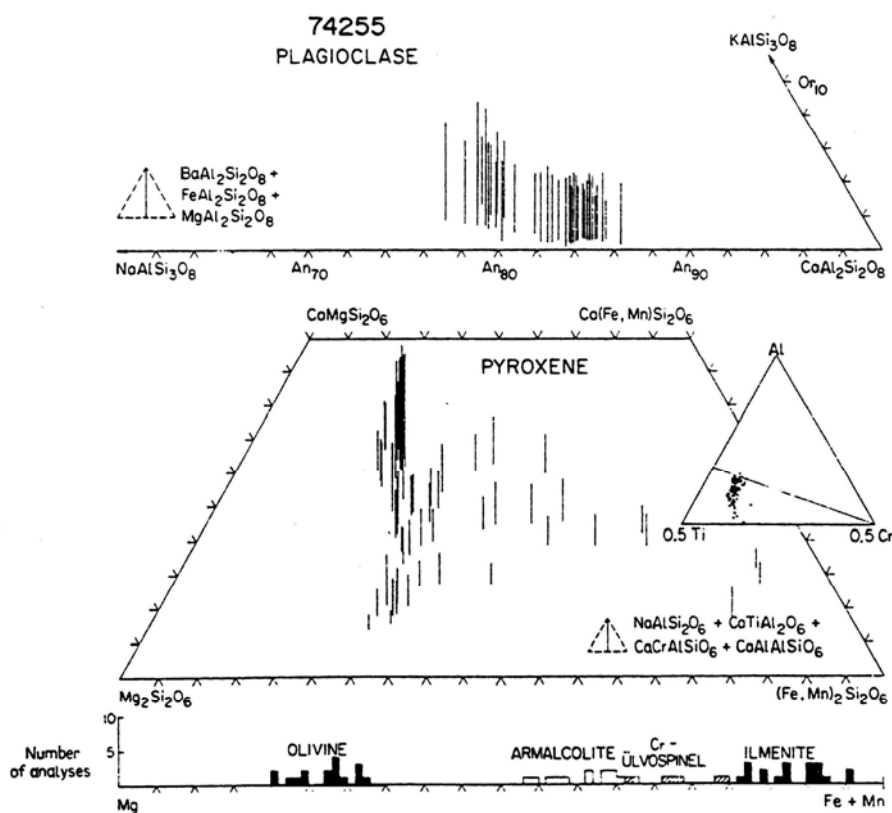 74255
PLAGIOCLASE
KAlSi₃O₈
Or₁₀
BaAl₂Si₂O₈ +
FeAl₂Si₂O₈ +
MgAl₂Si₂O₈
NaAlSi₃O₈ An₇₀ An₈₀ An₉₀ CaAl₂Si₂O₈
CaMgSi₂O₆ Ca(Fe, Mn)Si₂O₆
PYROXENE
Al
0.5 Ti 0.5 Cr
NaAlSi₂O₆ + CaTiAl₂O₆ +
CaCrAlSiO₆ + CaAlAlSiO₆
Mg₂Si₂O₆ (Fe, Mn)₂Si₂O₆
Number
of analyses
10
5
OLIVINE
ARMALCOLITE
Cr-
ÜLVOSPINEL
ILMENITE
Mg Fe + Mn